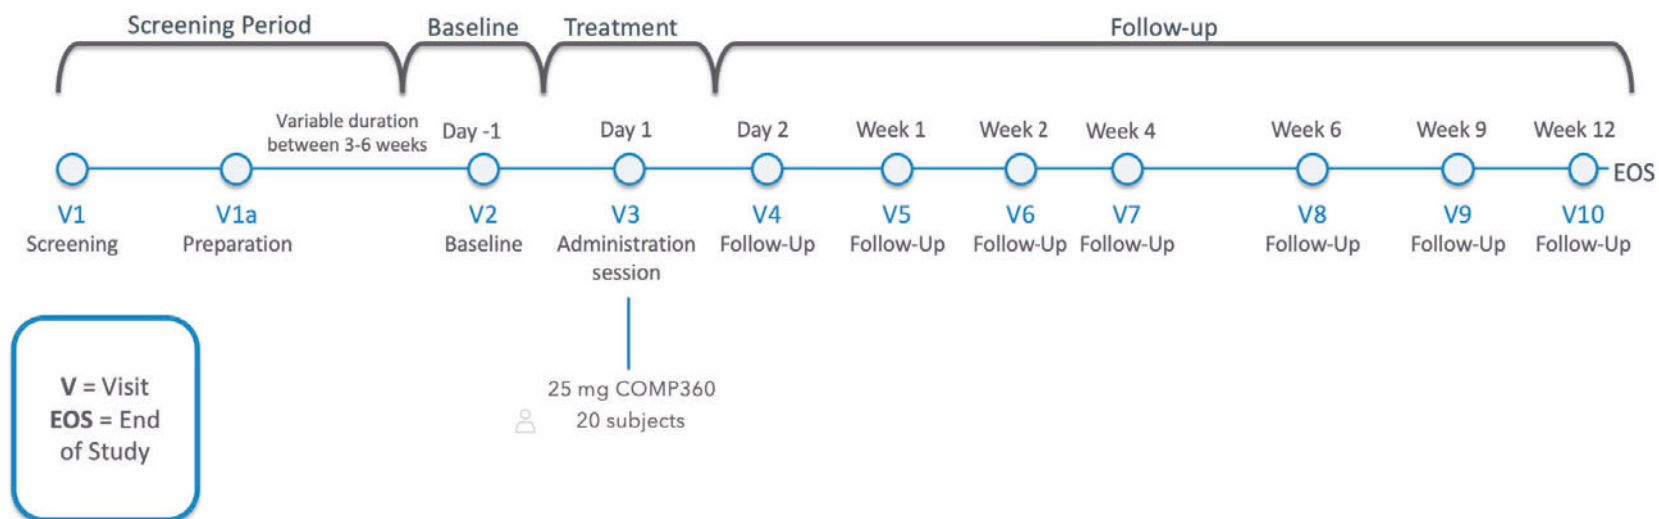 Screening Period
Baseline
Treatment
Follow-up
Variable duration
between 3-6 weeks
Day -1
Day 1
Day 2
Week 1
Week 2
Week 4
Week 6
Week 9
Week 12
EOS
V1
V1a
V2
V3
V4
V5
V6
V7
V8
V9
V10
Screening
Preparation
Baseline
Administration
session
Follow-Up
Follow-Up
Follow-Up
Follow-Up
Follow-Up
Follow-Up
Follow-Up
25 mg COMP360
20 subjects
V = Visit
EOS = End
of Study